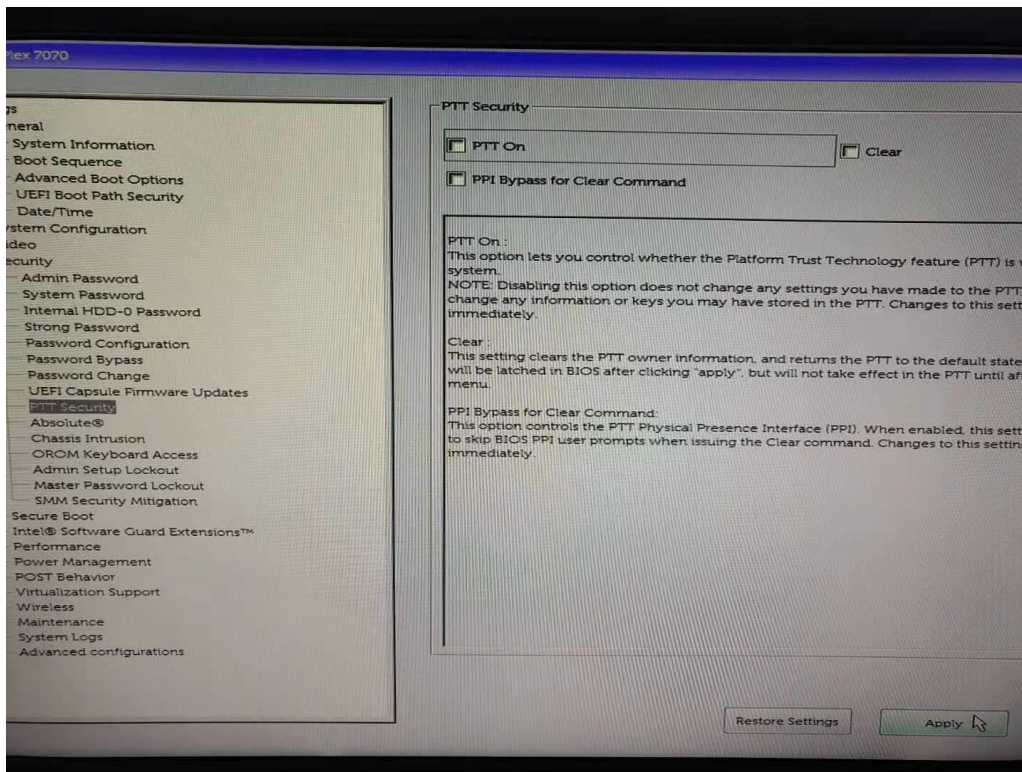 Plex 7070
gs
neral
System Information
Boot Sequence
Advanced Boot Options
UEFI Boot Path Security
Date/Time
ystem Configuration
ideo
ecurity
Admin Password
System Password
Internal HDD-0 Password
Strong Password
Password Configuration
Password Bypass
Password Change
UEFI Capsule Firmware Updates
PTT Security
Absolute®
Chassis Intrusion
OROM Keyboard Access
Admin Setup Lockout
Master Password Lockout
SMM Security Mitigation
Secure Boot
Intel® Software Guard Extensions™
Performance
Power Management
POST Behavior
Virtualization Support
Wireless
Maintenance
System Logs
Advanced configurations
PTT Security
PTT On
Clear
PPI Bypass for Clear Command
PTT On :
This option lets you control whether the Platform Trust Technology feature (PTT) is
system.
NOTE: Disabling this option does not change any settings you have made to the PTT
change any information or keys you may have stored in the PTT. Changes to this sett
immediately.
Clear :
This setting clears the PTT owner information, and returns the PTT to the default state
will be latched in BIOS after clicking "apply", but will not take effect in the PTT until af
menu.
PPI Bypass for Clear Command:
This option controls the PTT Physical Presence Interface (PPI). When enabled, this sett
to skip BIOS PPI user prompts when issuing the Clear command. Changes to this settin
immediately.
Restore Settings
Apply